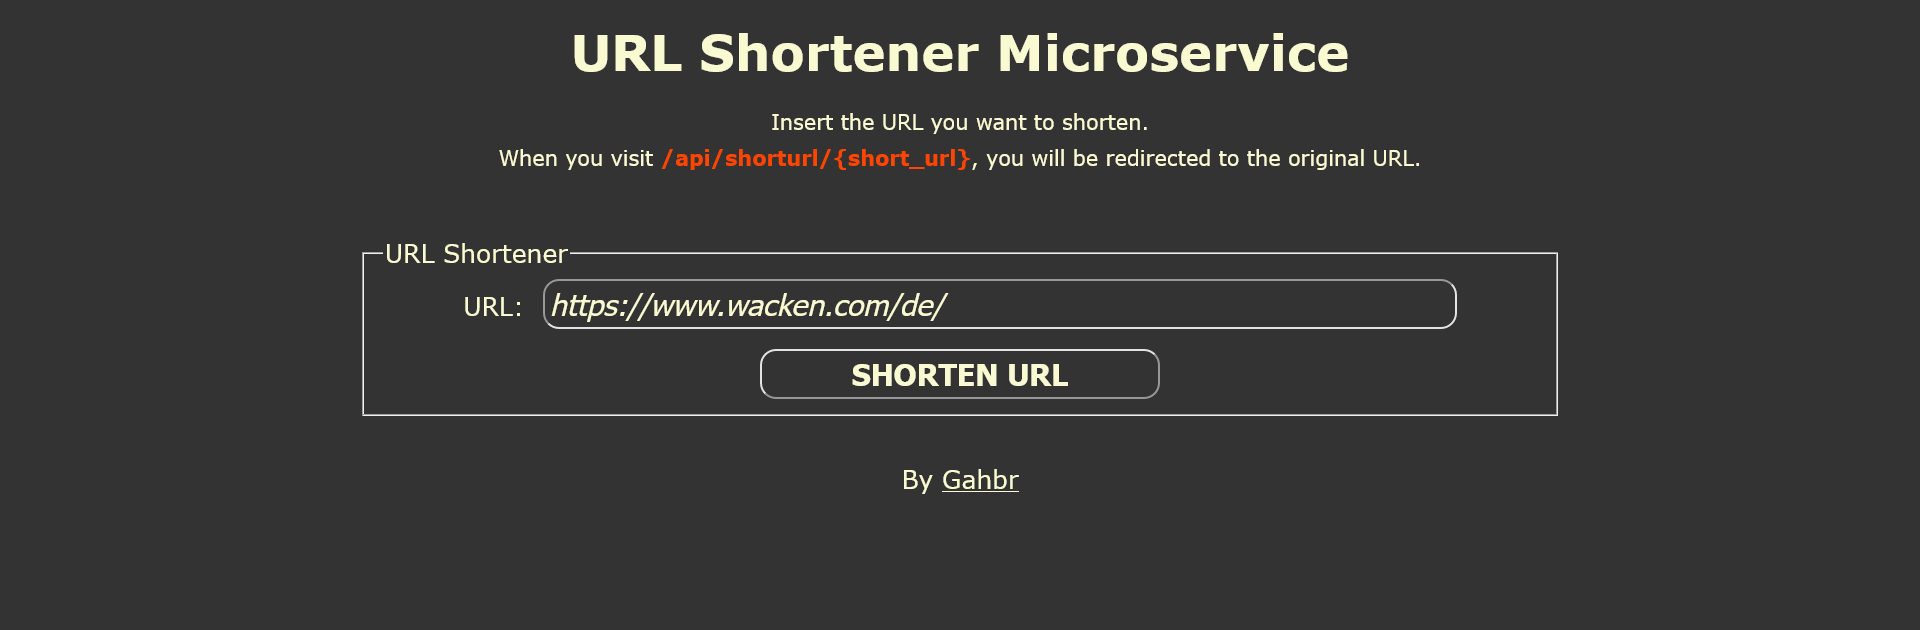 URL Shortener Microservice
Insert the URL you want to shorten.
When you visit /api/shorturl/{short_url}, you will be redirected to the original URL.
URL Shortener
URL: https://www.wacken.com/de/
SHORTEN URL
By Gahbr